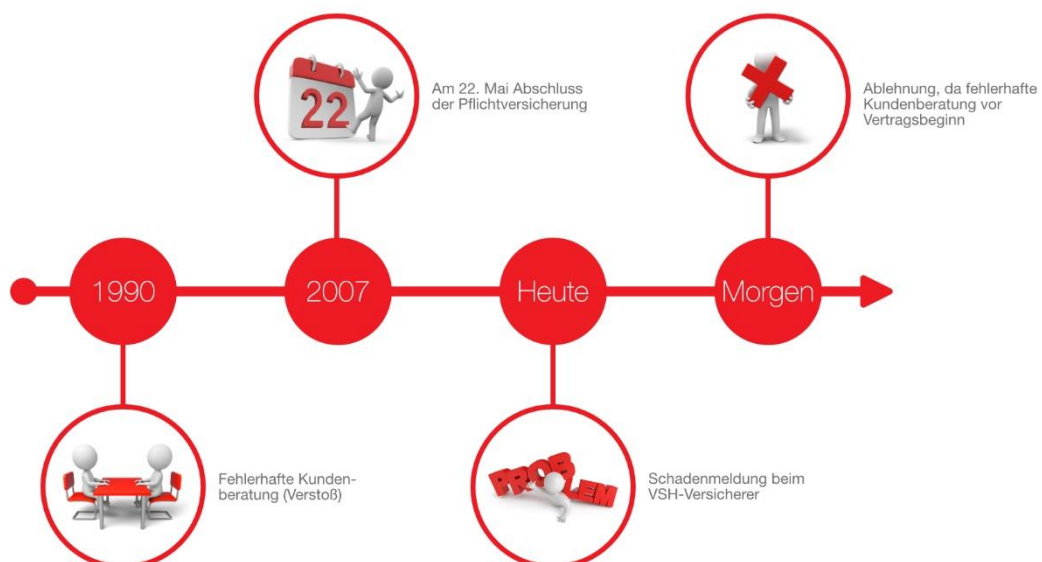 22
Am 22. Mai Abschluss
der Pflichtversicherung
Ablehnung, da fehlerhafte
Kundenberatung vor
Vertragsbeginn
1990
2007
Heute
Morgen
Fehlerhafte Kunden-
beratung (Verstoß)
PROBLEM
Schadenmeldung beim
VSH-Versicherer